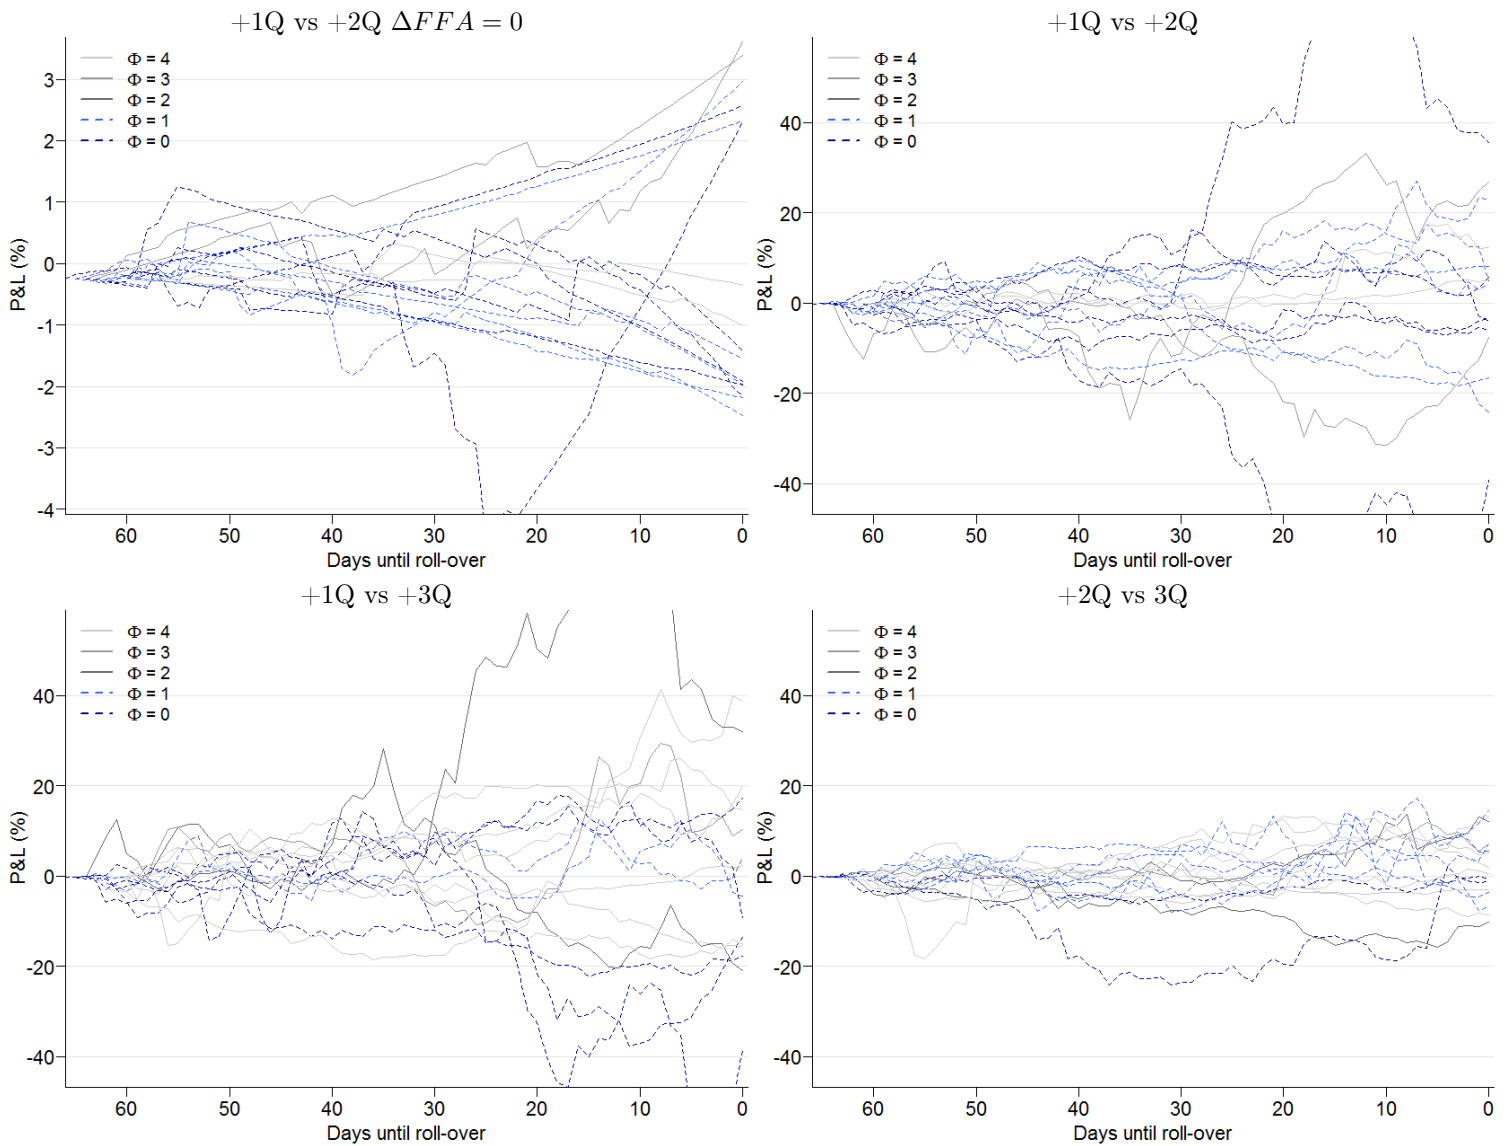 +1Q vs +2Q ΔFFA = 0
Φ = 4
Φ = 3
Φ = 2
Φ = 1
Φ = 0
3
2
1
0
-1
-2
-3
-4
P&L (%)
60 50 40 30 20 10 0
Days until roll-over
+1Q vs +2Q
Φ = 4
Φ = 3
Φ = 2
Φ = 1
Φ = 0
40
20
0
-20
-40
P&L (%)
60 50 40 30 20 10 0
Days until roll-over
+1Q vs +3Q
Φ = 4
Φ = 3
Φ = 2
Φ = 1
Φ = 0
40
20
0
-20
-40
P&L (%)
60 50 40 30 20 10 0
Days until roll-over
+2Q vs 3Q
Φ = 4
Φ = 3
Φ = 2
Φ = 1
Φ = 0
40
20
0
-20
-40
P&L (%)
60 50 40 30 20 10 0
Days until roll-over